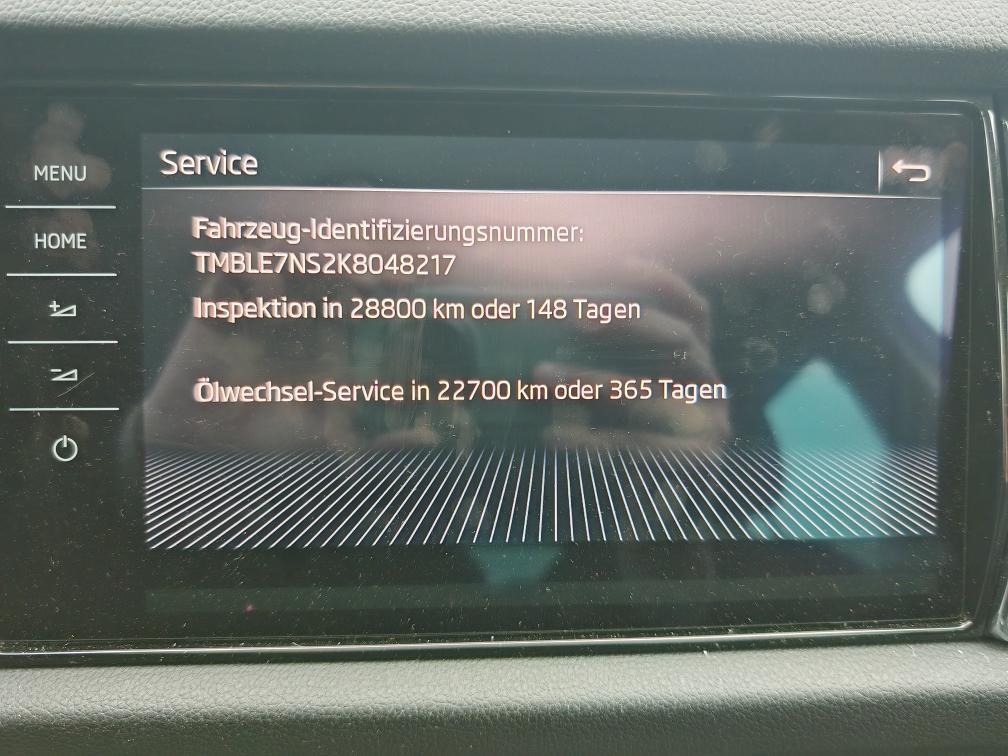 Service
MENU
HOME
Fahrzeug-Identifizierungsnummer:
TMBLE7NS2K8048217
Inspektion in 28800 km oder 148 Tagen
Ölwechsel-Service in 22700 km oder 365 Tagen